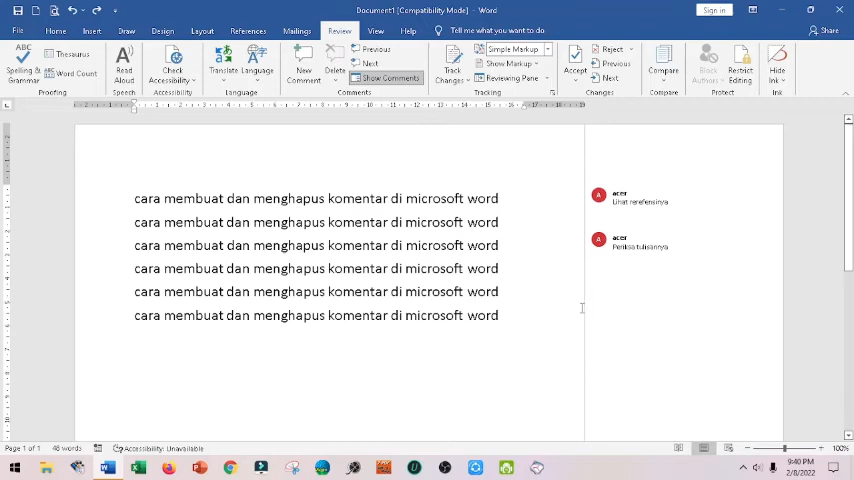 Document1 [Compatibility Mode] - Word
Sign in
File Home Insert Draw Design Layout References Mailings Review View Help Tell me what you want to do Share
ABC
Spelling & Grammar
Thesaurus
Word Count
Proofing
Read Aloud
Speech
Check Accessibility
Accessibility
Translate
Language
Language
New Comment
Delete
Previous
Next
Show Comments
Comments
Track Changes
Simple Markup
Show Markup
Reviewing Pane
Tracking
Accept
Reject
Previous
Next
Changes
Compare
Compare
Block Authors
Restrict Editing
Protect
Hide Ink
Ink
cara membuat dan menghapus komentar di microsoft word
cara membuat dan menghapus komentar di microsoft word
cara membuat dan menghapus komentar di microsoft word
cara membuat dan menghapus komentar di microsoft word
cara membuat dan menghapus komentar di microsoft word
cara membuat dan menghapus komentar di microsoft word
A acer
Lihat rerefensinya
A acer
Periksa tulisannya
Page 1 of 1 48 words Accessibility: Unavailable 100%
9:40 PM
2/8/2022